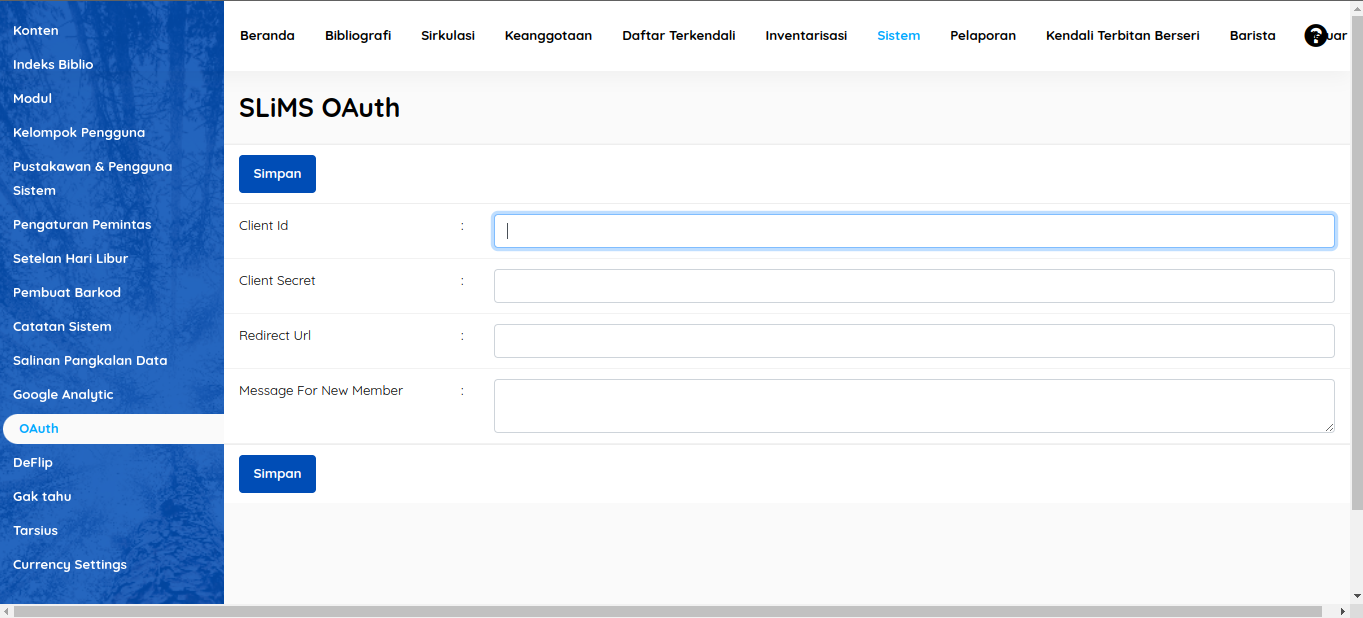 Konten
Indeks Biblio
Modul
Kelompok Pengguna
Pustakawan & Pengguna
Sistem
Pengaturan Pemintas
Setelan Hari Libur
Pembuat Barkod
Catatan Sistem
Salinan Pangkalan Data
Google Analytic
OAuth
DeFlip
Gak tahu
Tarsius
Currency Settings
Beranda Bibliografi Sirkulasi Keanggotaan Daftar Terkendali Inventarisasi Sistem Pelaporan Kendali Terbitan Berseri Barista
SLiMS OAuth
Simpan
Client Id :
Client Secret :
Redirect Url :
Message For New Member :
Simpan